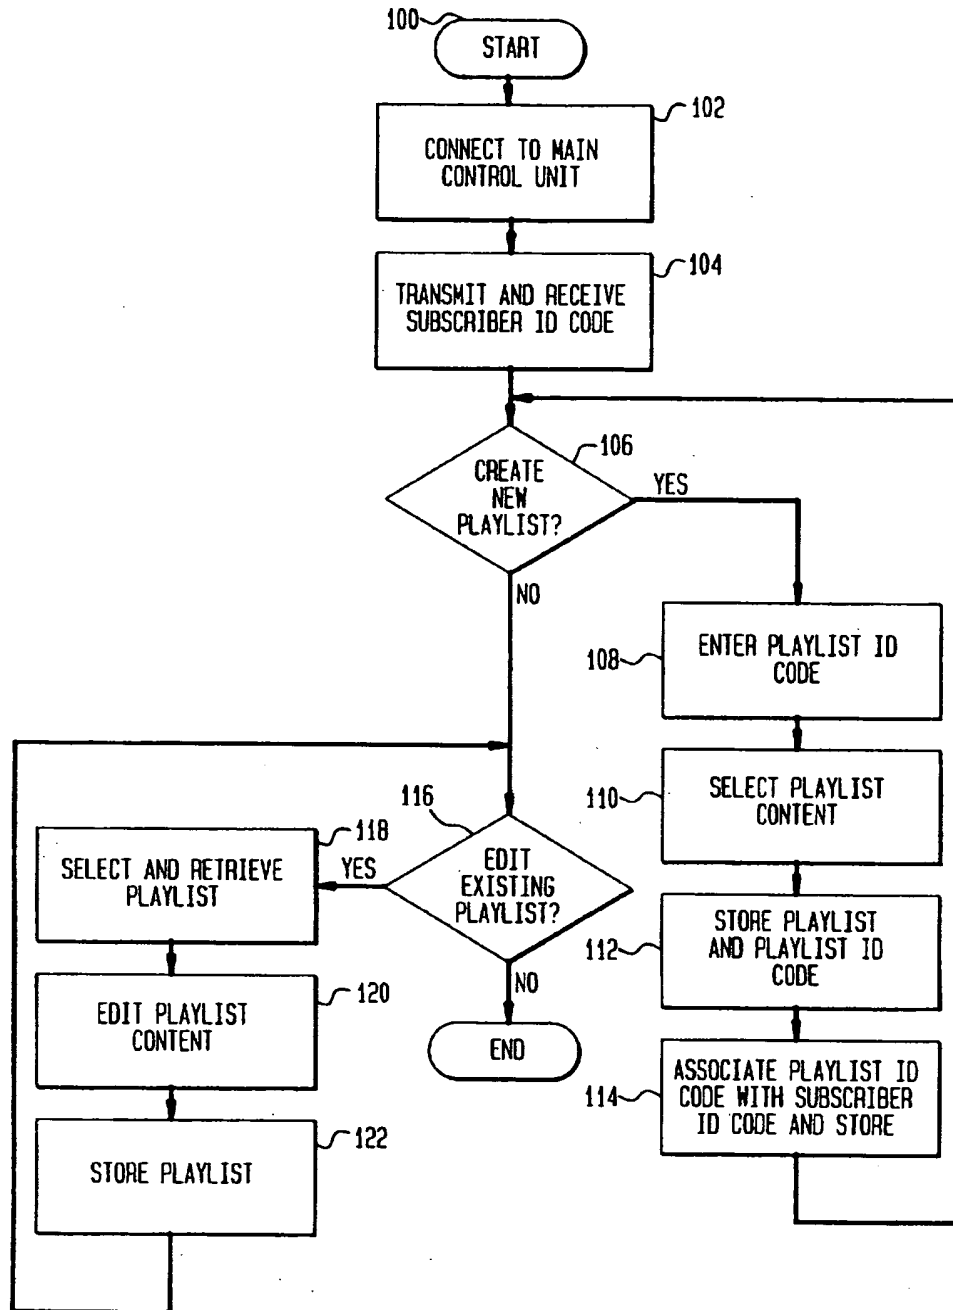 100
START
102
CONNECT TO MAIN
CONTROL UNIT
104
TRANSMIT AND RECEIVE
SUBSCRIBER ID CODE
106
CREATE
NEW
PLAYLIST?
YES
NO
108
ENTER PLAYLIST ID
CODE
110
SELECT PLAYLIST
CONTENT
112
STORE PLAYLIST
AND PLAYLIST ID
CODE
114
ASSOCIATE PLAYLIST ID
CODE WITH SUBSCRIBER
ID CODE AND STORE
116
EDIT
EXISTING
PLAYLIST?
YES
NO
END
118
SELECT AND RETRIEVE
PLAYLIST
120
EDIT PLAYLIST
CONTENT
122
STORE PLAYLIST